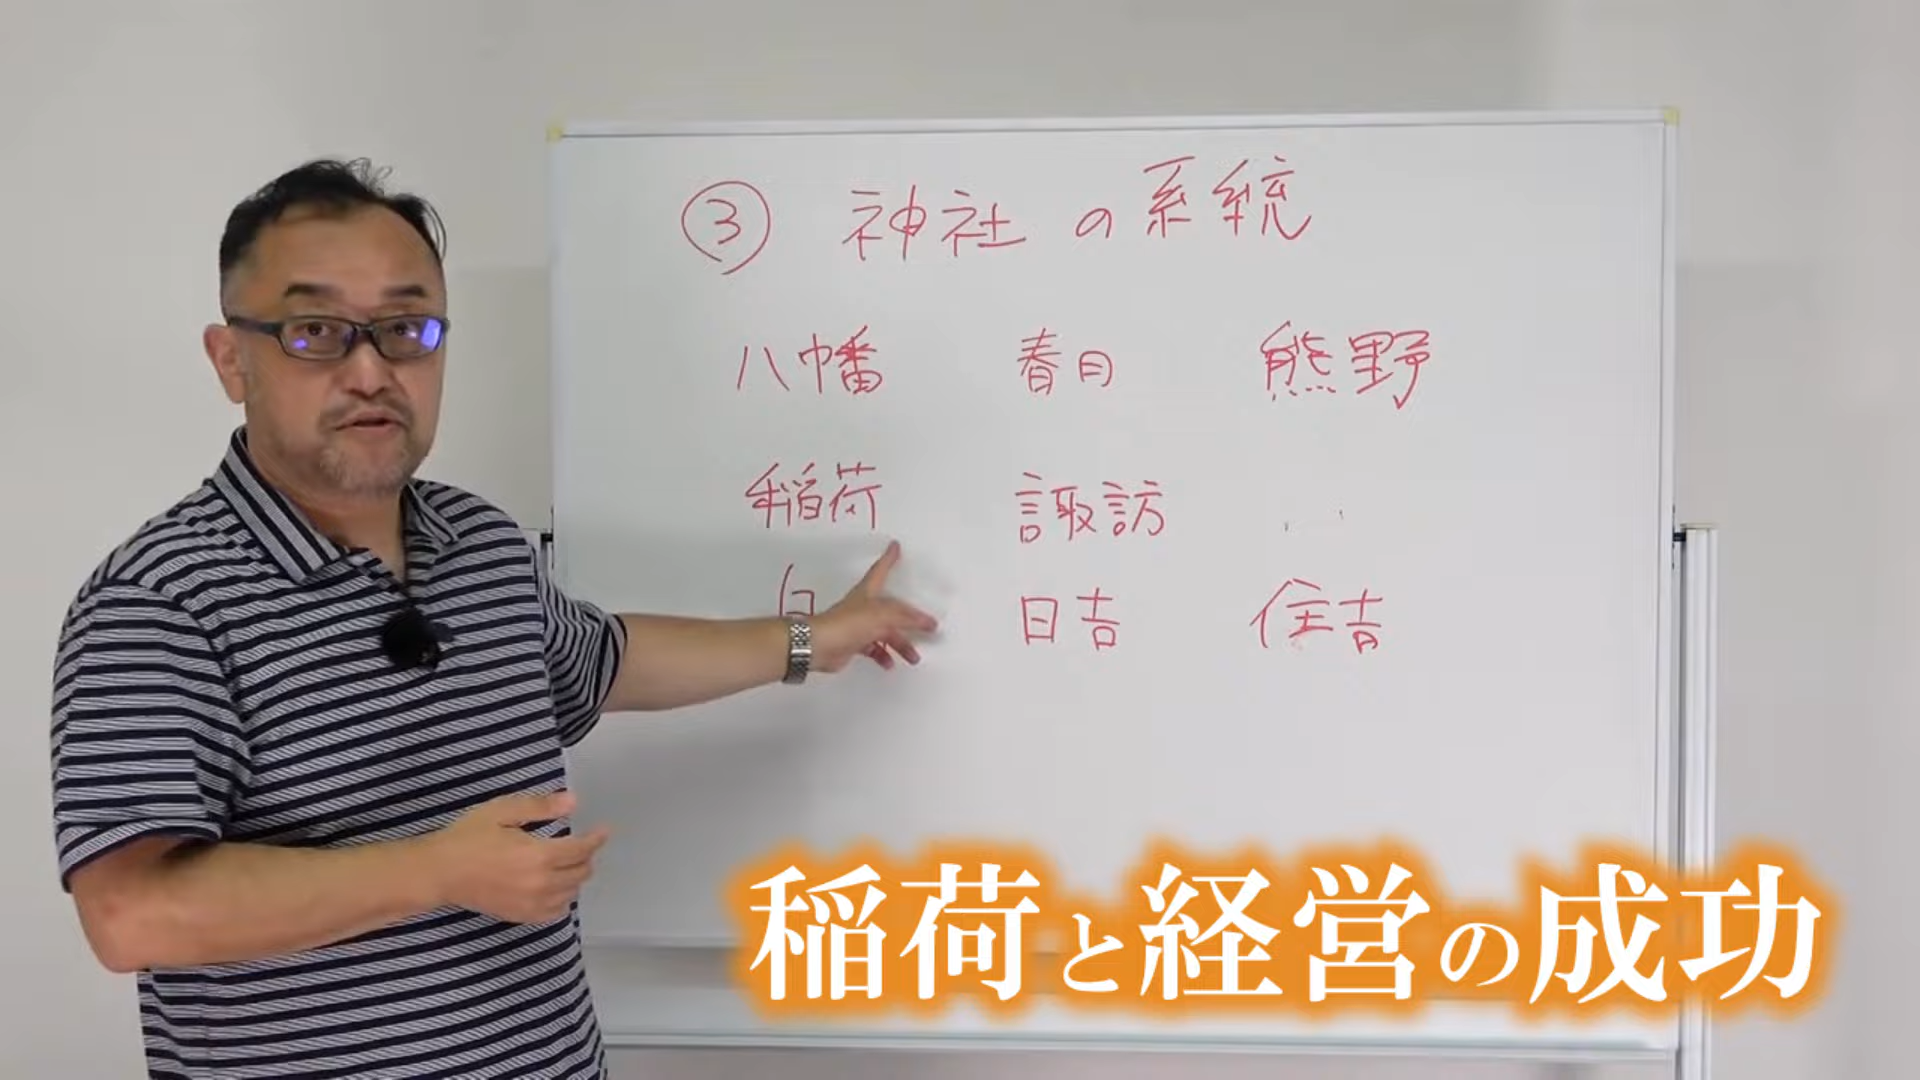 ③ 神社の系統
八幡 春日 熊野
稲荷 諏訪 ‥
日吉 住吉
稲荷と経営の成功